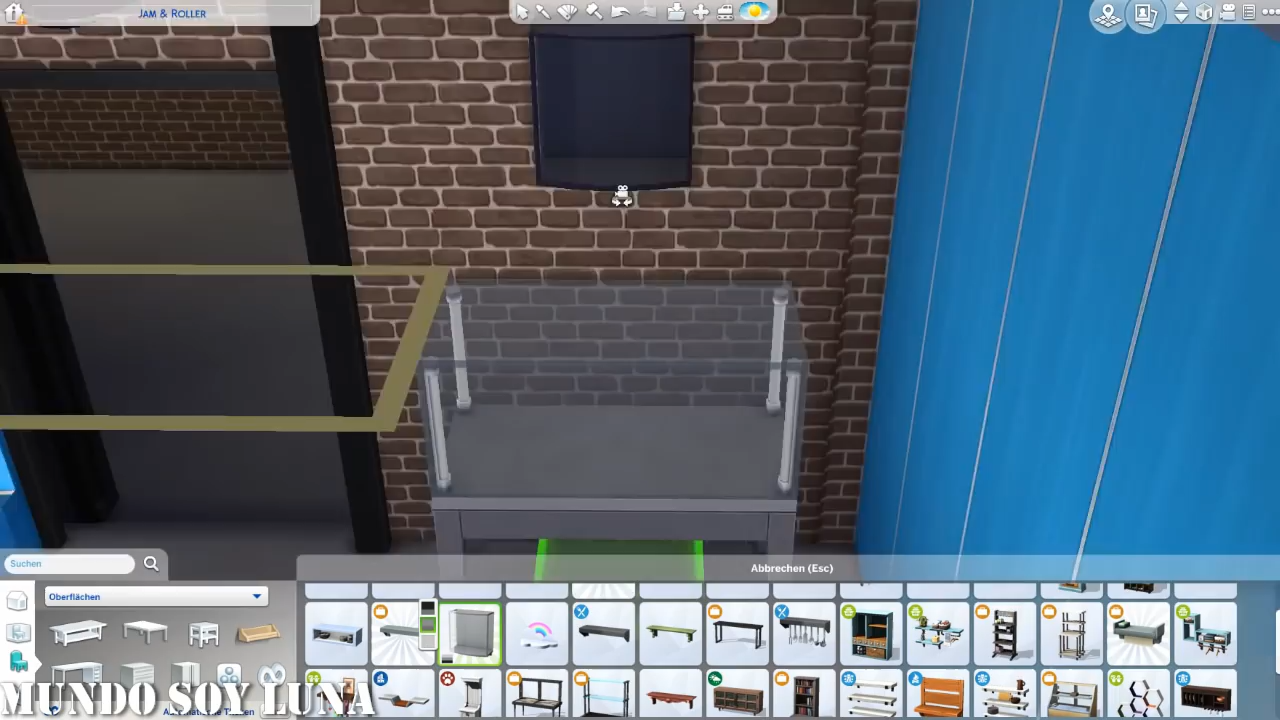 JAM & ROLLER
Suchen
Abbrechen (Esc)
Oberflächen
MUNDO SOY LUNA